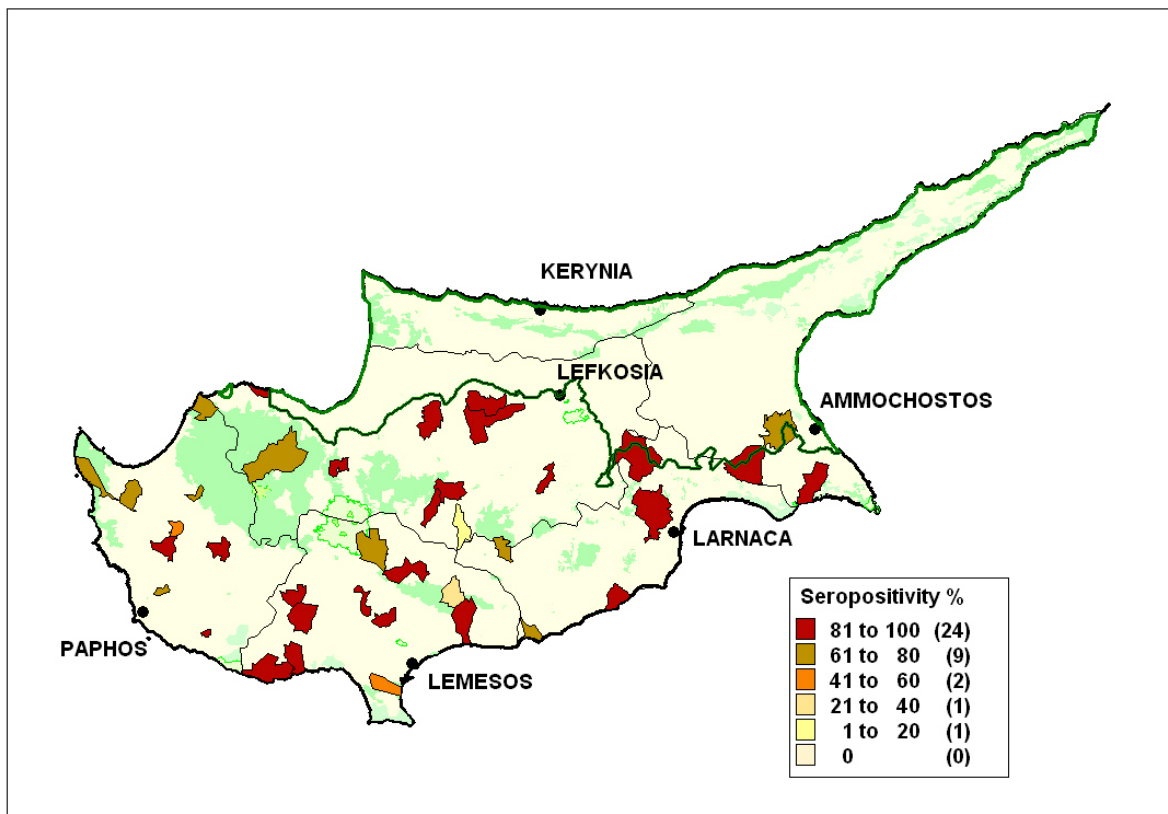 KERYNIA
LEFKOSIA
AMMOCHOSTOS
LARNACA
PAPHOS
LEMESOS
Seropositivity %
81 to 100 (24)
61 to 80 (9)
41 to 60 (2)
21 to 40 (1)
1 to 20 (1)
0 (0)